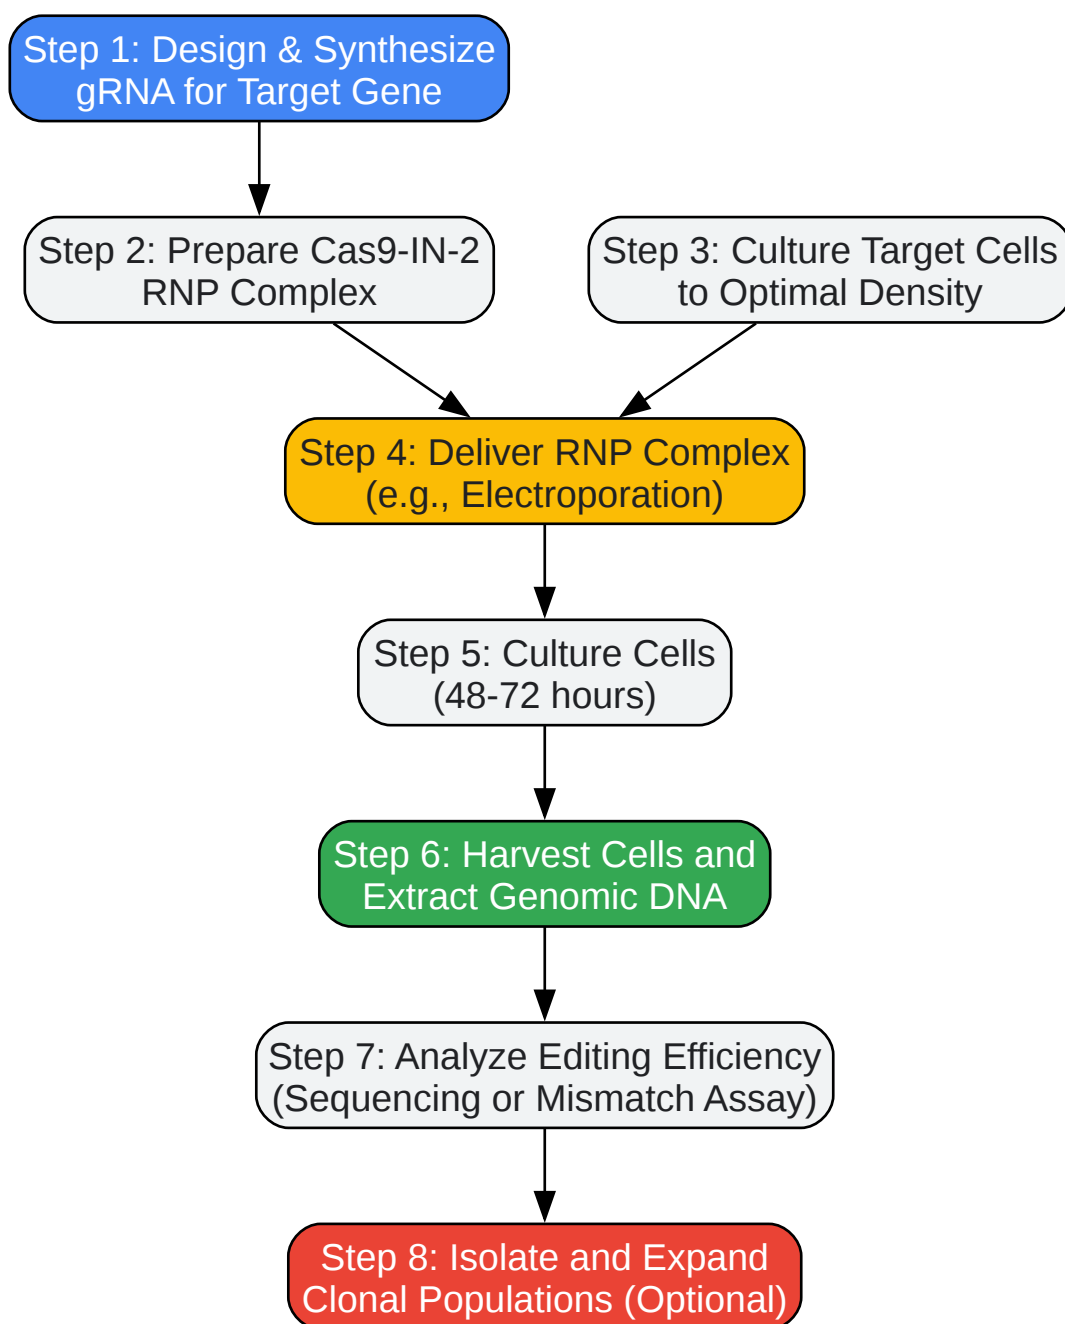 Step 1: Design & Synthesize
gRNA for Target Gene
Step 2: Prepare Cas9-IN-2
RNP Complex
Step 3: Culture Target Cells
to Optimal Density
Step 4: Deliver RNP Complex
(e.g., Electroporation)
Step 5: Culture Cells
(48-72 hours)
Step 6: Harvest Cells and
Extract Genomic DNA
Step 7: Analyze Editing Efficiency
(Sequencing or Mismatch Assay)
Step 8: Isolate and Expand
Clonal Populations (Optional)